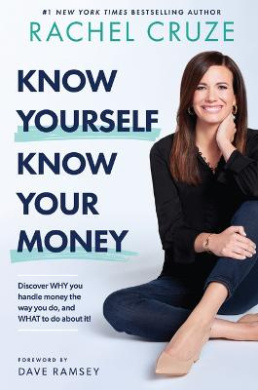 #1 NEW YORK TIMES BESTSELLING AUTHOR
RACHEL CRUZE
KNOW
YOURSELF
KNOW
YOUR
MONEY
Discover WHY you
handle money the
way you do, and
WHAT to do about it!
FOREWORD BY
DAVE RAMSEY